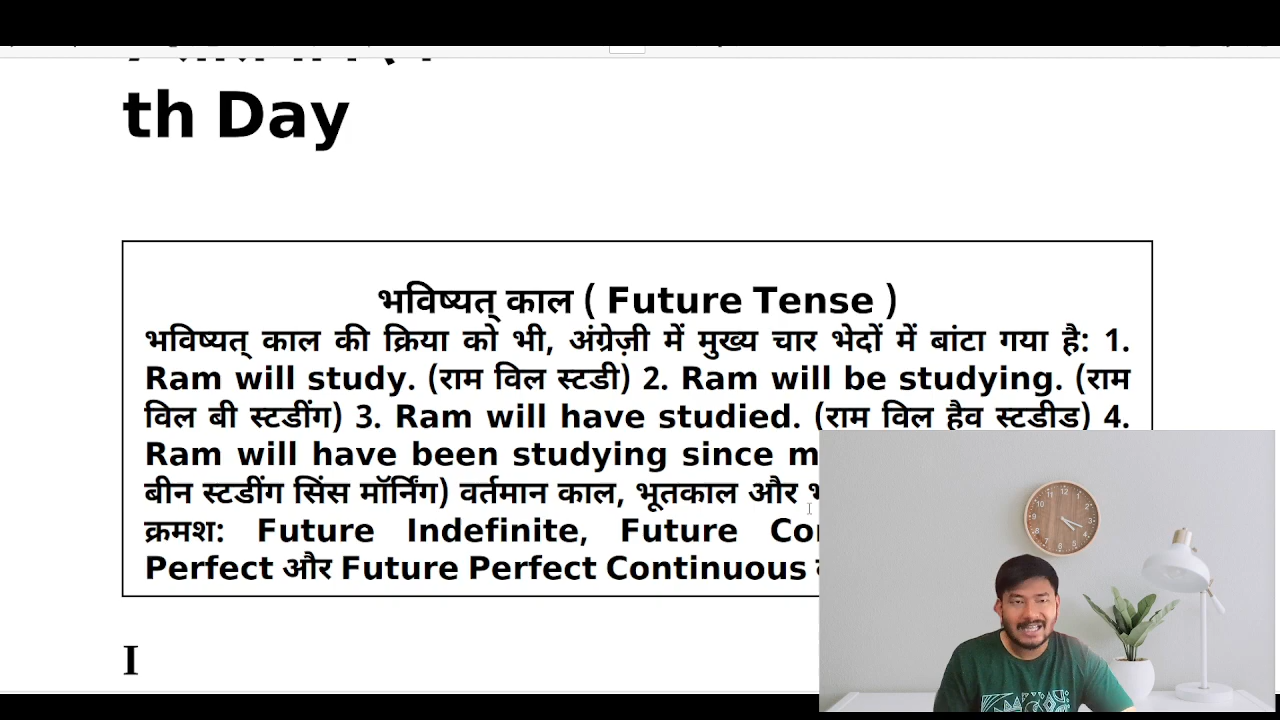 th Day
भविष्यत् काल ( Future Tense )
भविष्यत् काल की क्रिया को भी, अंग्रेज़ी में मुख्य चार भेदों में बांटा गया है: 1.
Ram will study. (राम विल स्टडी) 2. Ram will be studying. (राम
विल बी स्टडींग) 3. Ram will have studied. (राम विल हैव स्टडीड) 4.
Ram will have been studying since
बीन स्टडींग सिंस मॉर्निंग) वर्तमान काल, भूतकाल और
क्रमश: Future Indefinite, Future
Perfect और Future Perfect Continuous
I